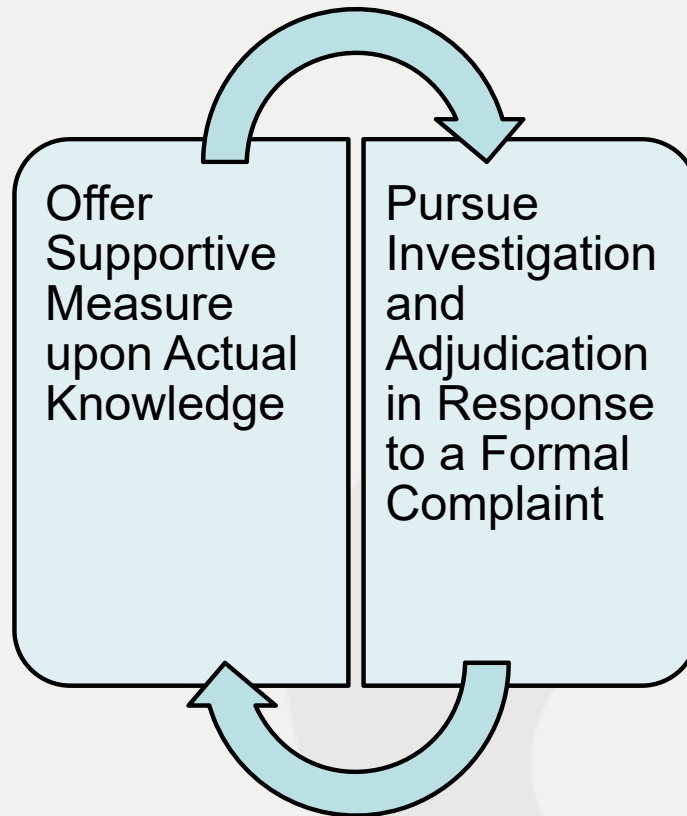 Offer
Supportive
Measure
upon Actual
Knowledge
Pursue
Investigation
and
Adjudication
in Response
to a Formal
Complaint